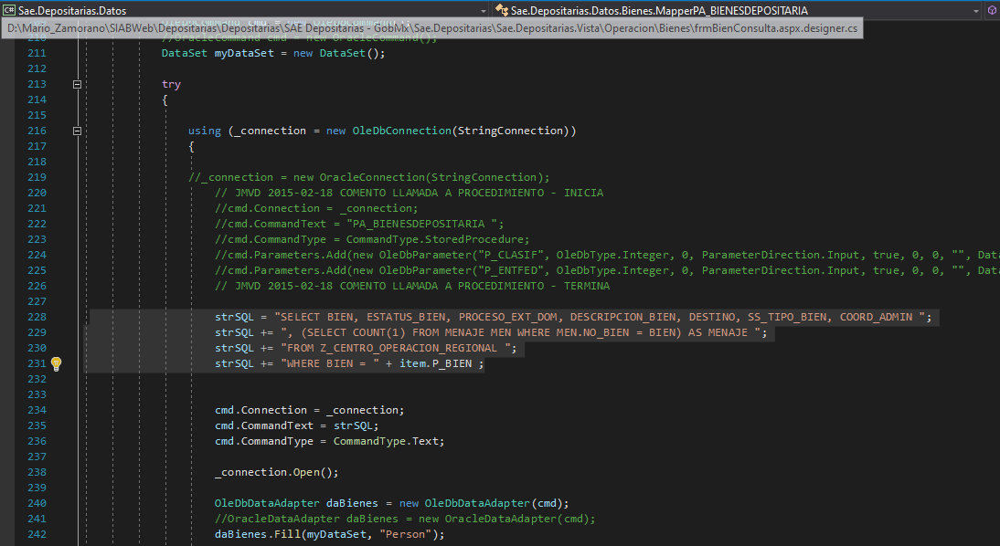 C# Sae.Depositarias.Datos
Sae.Depositarias.Datos.Bienes.MapperPA_BIENESDEPOSITARIA
D:\Mario_Zamorano\SIABWeb\Depositarias\Depositarias\SAE Depositarias - GobMx\Sae.Depositarias\Sae.Depositarias.Vista\Operacion\Bienes\frmBienConsulta.aspx.designer.cs
210 //OracleCommand cmd = new OracleCommand();
211 DataSet myDataSet = new DataSet();
212
213 try
214 {
215
216 using (_connection = new OleDbConnection(StringConnection))
217 {
218
219 //_connection = new OracleConnection(StringConnection);
220 // JMVD 2015-02-18 COMENTO LLAMADA A PROCEDIMIENTO - INICIA
221 //cmd.Connection = _connection;
222 //cmd.CommandText = "PA_BIENESDEPOSITARIA ";
223 //cmd.CommandType = CommandType.StoredProcedure;
224 //cmd.Parameters.Add(new OleDbParameter("P_CLASIF", OleDbType.Integer, 0, ParameterDirection.Input, true, 0, 0, "", Data
225 //cmd.Parameters.Add(new OleDbParameter("P_ENTFED", OleDbType.Integer, 0, ParameterDirection.Input, true, 0, 0, "", Data
226 // JMVD 2015-02-18 COMENTO LLAMADA A PROCEDIMIENTO - TERMINA
227
228 strSQL = "SELECT BIEN, ESTATUS_BIEN, PROCESO_EXT_DOM, DESCRIPCION_BIEN, DESTINO, SS_TIPO_BIEN, COORD_ADMIN ";
229 strSQL += ", (SELECT COUNT(1) FROM MENAJE MEN WHERE MEN.NO_BIEN = BIEN) AS MENAJE ";
230 strSQL += "FROM Z_CENTRO_OPERACION_REGIONAL ";
231 strSQL += "WHERE BIEN = " + item.P_BIEN ;
232
233
234 cmd.Connection = _connection;
235 cmd.CommandText = strSQL;
236 cmd.CommandType = CommandType.Text;
237
238 _connection.Open();
239
240 OleDbDataAdapter daBienes = new OleDbDataAdapter(cmd);
241 //OracleDataAdapter daBienes = new OracleDataAdapter(cmd);
242 daBienes.Fill(myDataSet, "Person");